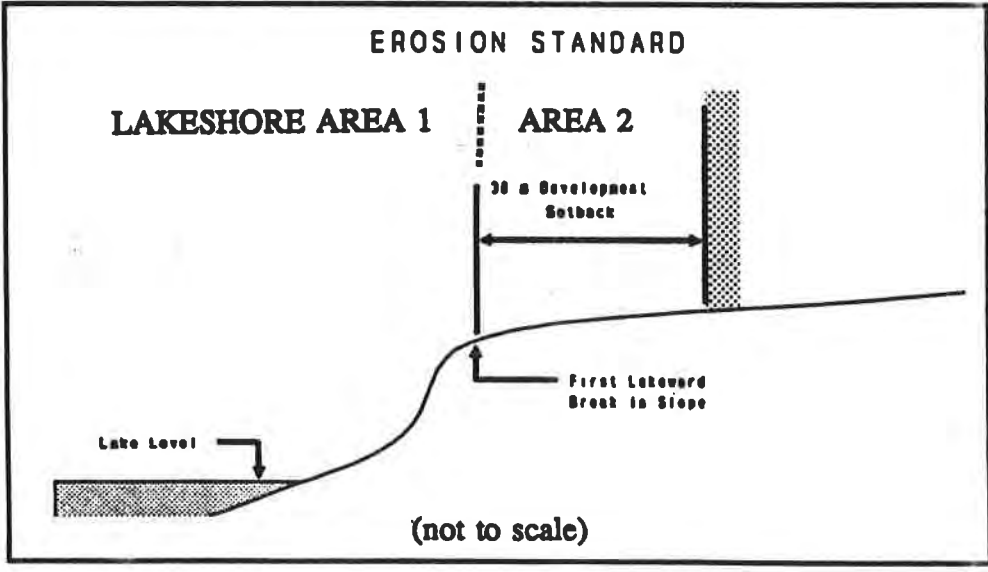 EROSION STANDARD
LAKESHORE AREA 1
AREA 2
30 m Development
Setback
First Lakeward
Break in Slope
Lake Level
(not to scale)